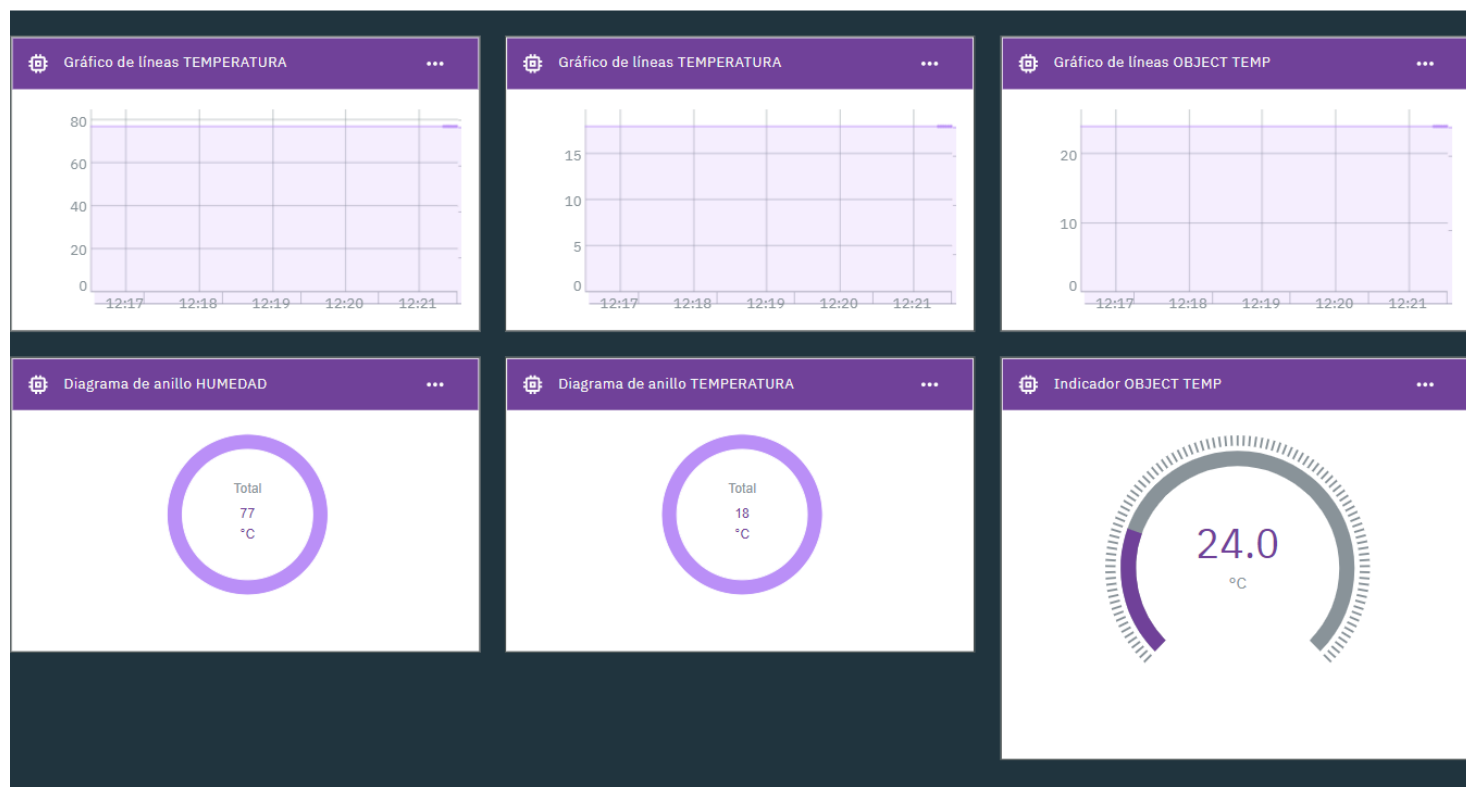 Gráfico de líneas TEMPERATURA
80
60
40
20
0
12:17 12:18 12:19 12:20 12:21
Gráfico de líneas TEMPERATURA
15
10
5
0
12:17 12:18 12:19 12:20 12:21
Gráfico de líneas OBJECT TEMP
20
10
0
12:17 12:18 12:19 12:20 12:21
Diagrama de anillo HUMEDAD
Total
77
°C
Diagrama de anillo TEMPERATURA
Total
18
°C
Indicador OBJECT TEMP
24.0
°C